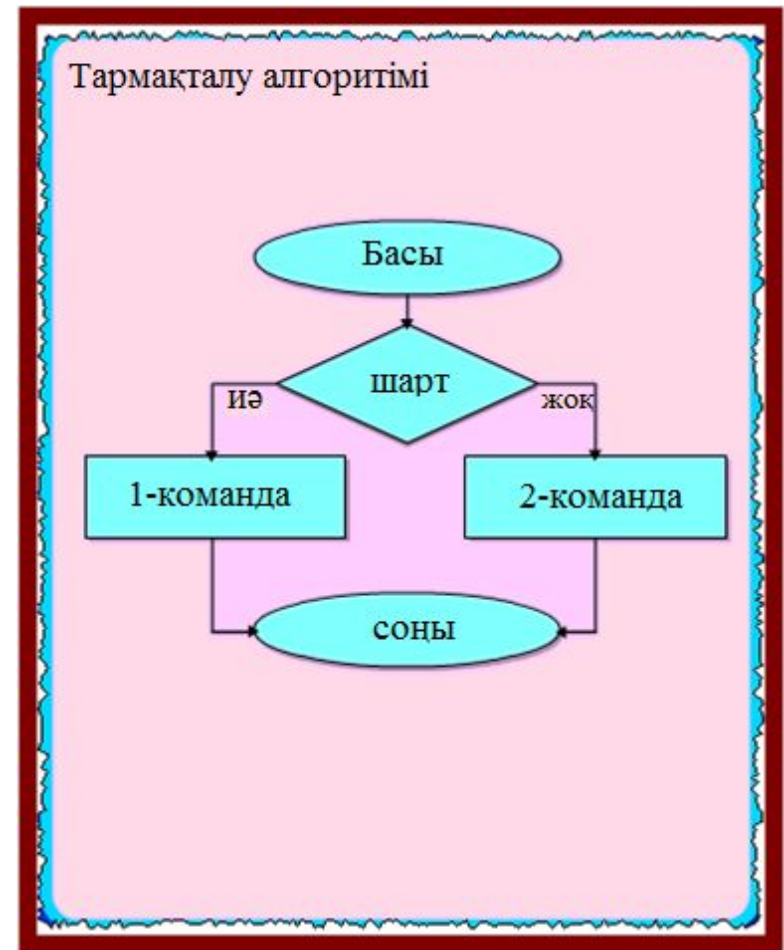 Тармақталу алгоритімі
Басы
шарт
иә
жоқ
1-команда
2-команда
соңы